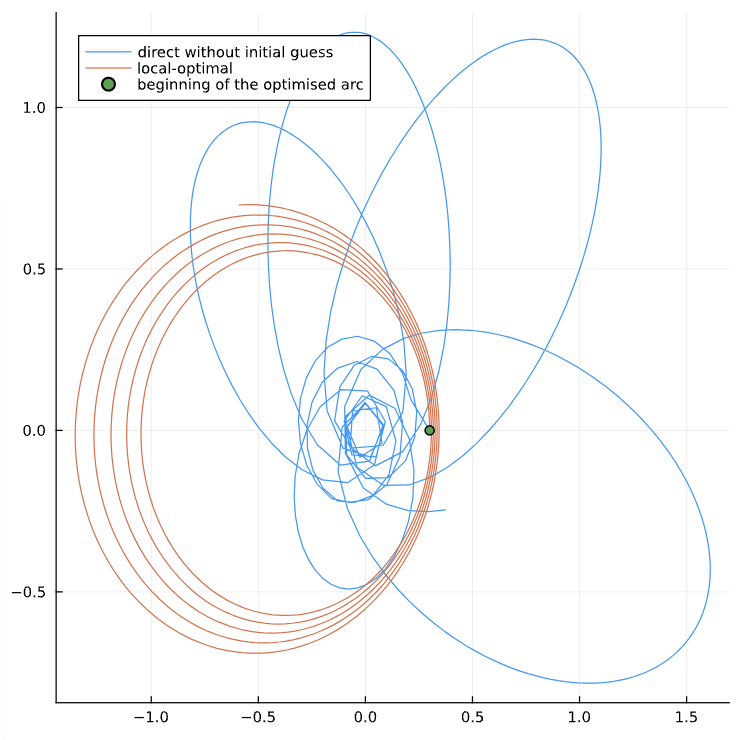 direct without initial guess
local-optimal
beginning of the optimised arc
1.0
0.5
0.0
−0.5
−1.0 −0.5 0.0 0.5 1.0 1.5